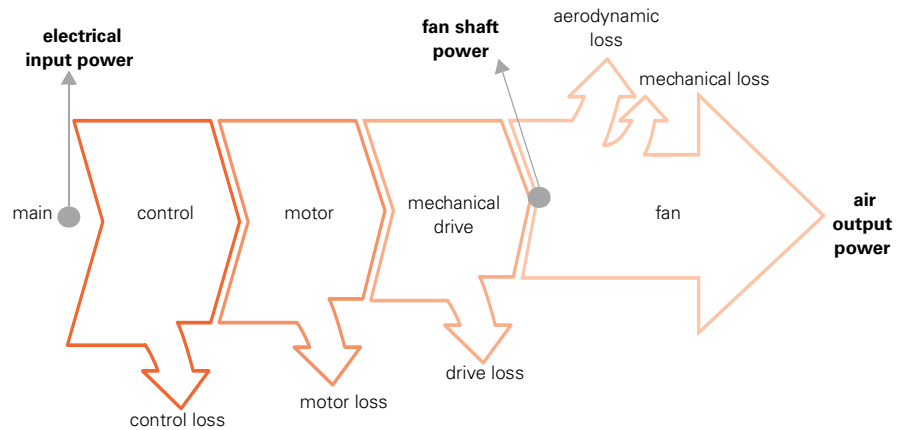 electrical
input power
fan shaft
power
aerodynamic
loss
mechanical loss
main
control
motor
mechanical
drive
fan
air
output
power
control loss
motor loss
drive loss